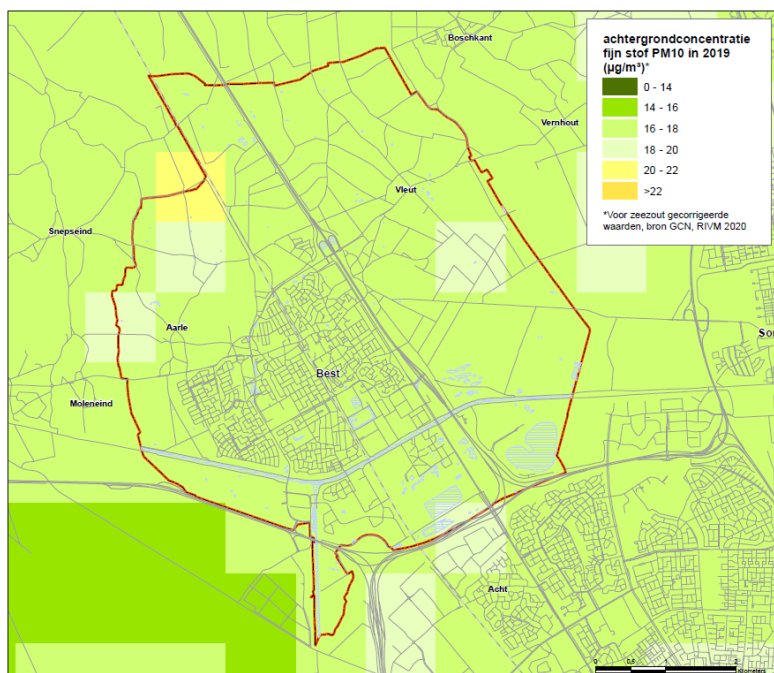 achtergrondconcentratie
fijn stof PM10 in 2019
(µg/m³)*
0 - 14
14 - 16
16 - 18
18 - 20
20 - 22
>22
*Voor zeezout gecorrigeerde
waarden, bron GCN, RIVM 2020
Boschkant
Vernhout
Vleut
Snepseind
Aarle
Best
Moleneind
Acht
0 0,5 1 2
Kilometers